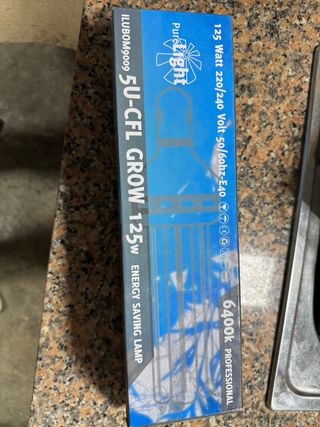 Pure
Light
125 Watt 220/240 Volt 50/60hz-E40
ILUBOM9009
5U-CFL GROW 125W ENERGY SAVING LAMP
6400k PROFESSIONAL